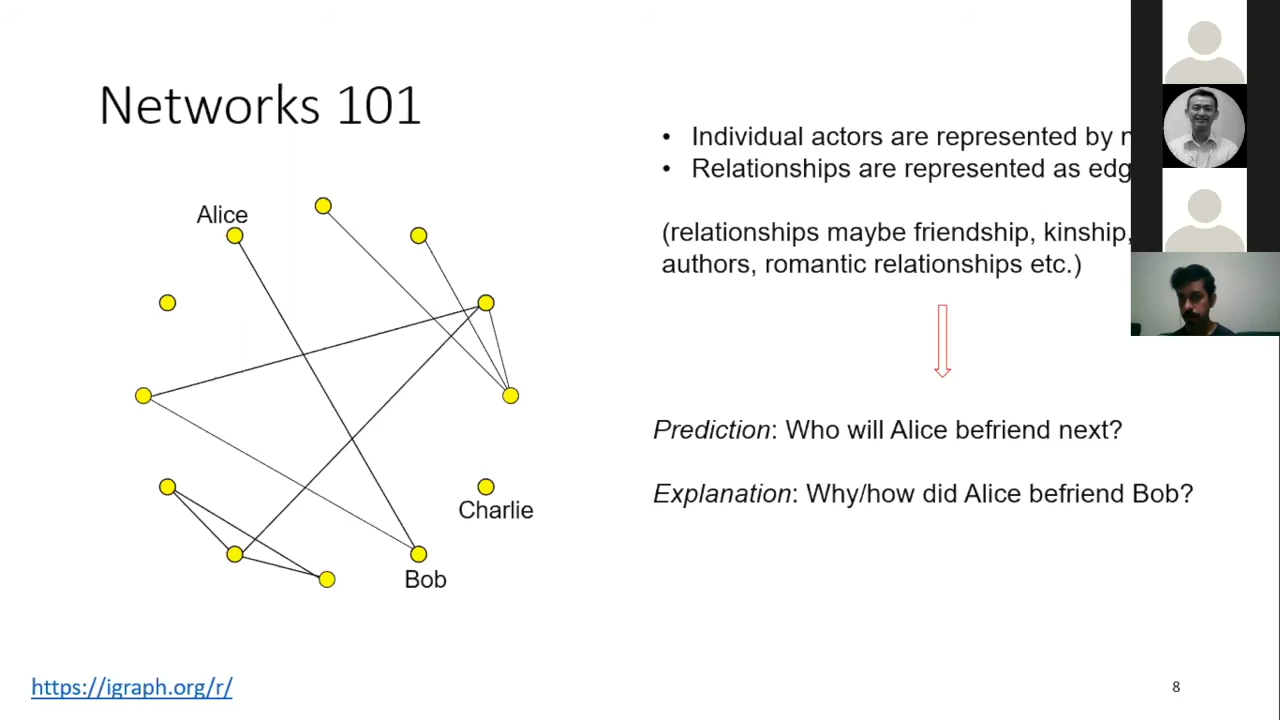 Networks 101
• Individual actors are represented by
• Relationships are represented as
(relationships maybe friendship, kinship,
authors, romantic relationships etc.)
Alice
Prediction: Who will Alice befriend next?
Explanation: Why/how did Alice befriend Bob?
Charlie
Bob
https://igraph.org/r/
8